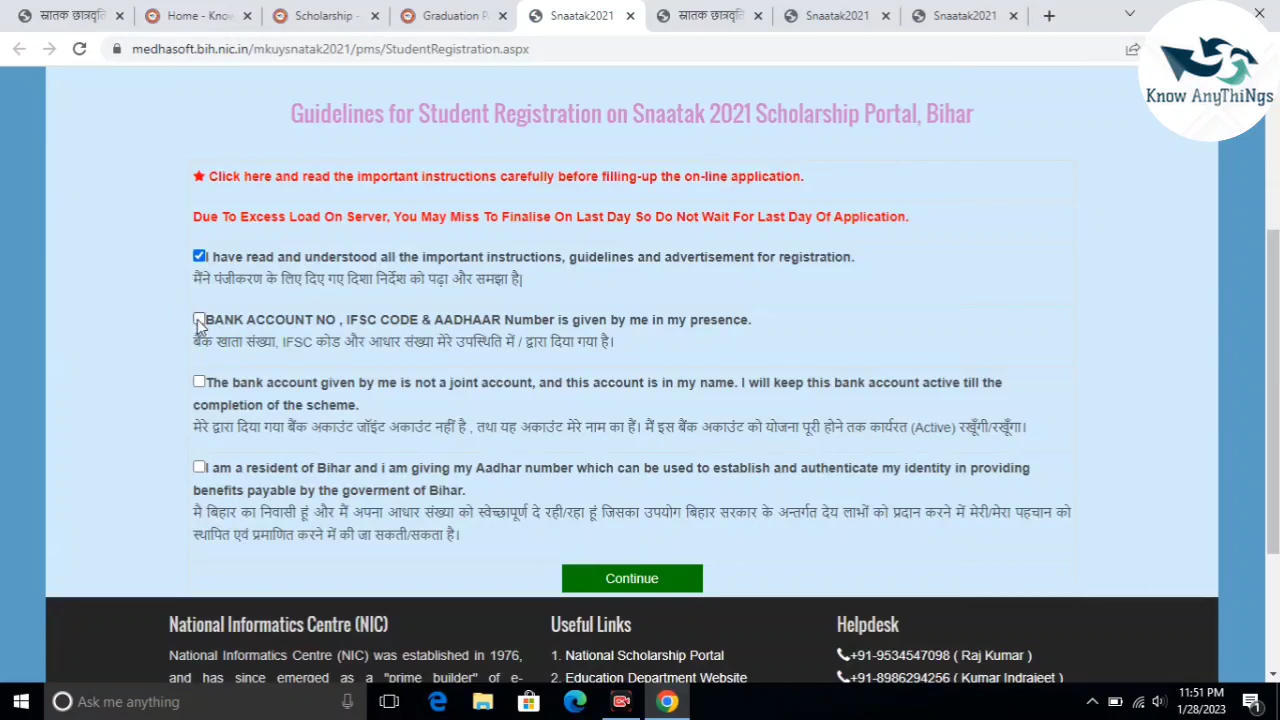 स्नातक छात्रवृति
Home - Know
Scholarship -
Graduation P
Snaatak2021
स्नातक छात्रवृति
Snaatak2021
Snaatak2021
medhasoft.bih.nic.in/mkuysnatak2021/pms/StudentRegistration.aspx
Know AnyThiNgs
Guidelines for Student Registration on Snaatak 2021 Scholarship Portal, Bihar
★ Click here and read the important instructions carefully before filling-up the on-line application.
Due To Excess Load On Server, You May Miss To Finalise On Last Day So Do Not Wait For Last Day Of Application.
I have read and understood all the important instructions, guidelines and advertisement for registration.
मैंने पंजीकरण के लिए दिए गए दिशा निर्देश को पढ़ा और समझा है|
BANK ACCOUNT NO , IFSC CODE & AADHAAR Number is given by me in my presence.
बैंक खाता संख्या, IFSC कोड और आधार संख्या मेरे उपस्थिति में / द्वारा दिया गया है।
The bank account given by me is not a joint account, and this account is in my name. I will keep this bank account active till the
completion of the scheme.
मेरे द्वारा दिया गया बैंक अकाउंट जॉइंट अकाउंट नहीं है , तथा यह अकाउंट मेरे नाम का हैं। मैं इस बैंक अकाउंट को योजना पूरी होने तक कार्यरत (Active) रखूँगी/रखूँगा।
I am a resident of Bihar and i am giving my Aadhar number which can be used to establish and authenticate my identity in providing
benefits payable by the goverment of Bihar.
मै बिहार का निवासी हूं और मैं अपना आधार संख्या को स्वेच्छापूर्ण दे रही/रहा हूं जिसका उपयोग बिहार सरकार के अन्तर्गत देय लाभों को प्रदान करने में मेरी/मेरा पहचान को
स्थापित एवं प्रमाणित करने में की जा सकती/सकता है।
Continue
National Informatics Centre (NIC)
Useful Links
Helpdesk
National Informatics Centre (NIC) was established in 1976,
1. National Scholarship Portal
+91-9534547098 ( Raj Kumar )
and has since emerged as a "prime builder" of e-
2. Education Department Website
+91-8986294256 ( Kumar Indrajeet )
Ask me anything
11:51 PM
1/28/2023
1